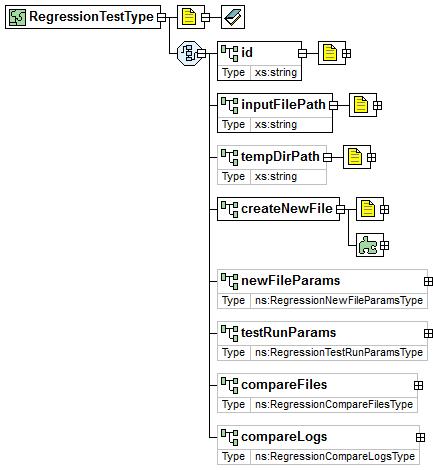 RegressionTestType
id
Type xs:string
inputFilePath
Type xs:string
tempDirPath
Type xs:string
createNewFile
newFileParams
Type ns:RegressionNewFileParamsType
testRunParams
Type ns:RegressionTestRunParamsType
compareFiles
Type ns:RegressionCompareFilesType
compareLogs
Type ns:RegressionCompareLogsType